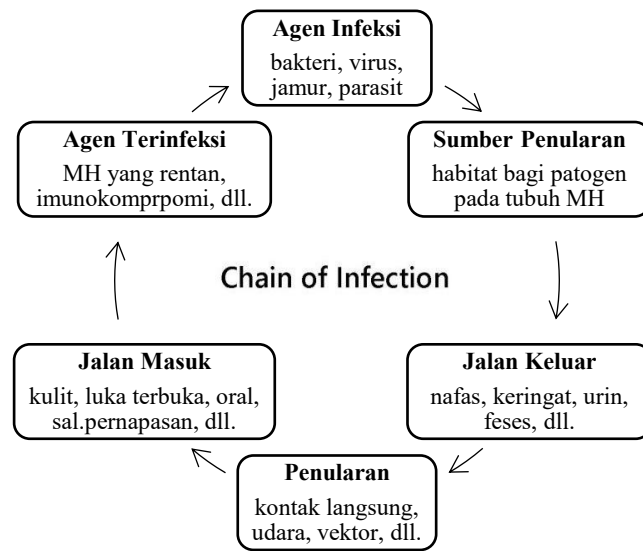 Agen Infeksi
bakteri, virus,
jamur, parasit
Agen Terinfeksi
MH yang rentan,
imunokomprpomi, dll.
Sumber Penularan
habitat bagi patogen
pada tubuh MH
Chain of Infection
Jalan Masuk
kulit, luka terbuka, oral,
sal.pernapasan, dll.
Jalan Keluar
nafas, keringat, urin,
feses, dll.
Penularan
kontak langsung,
udara, vektor, dll.